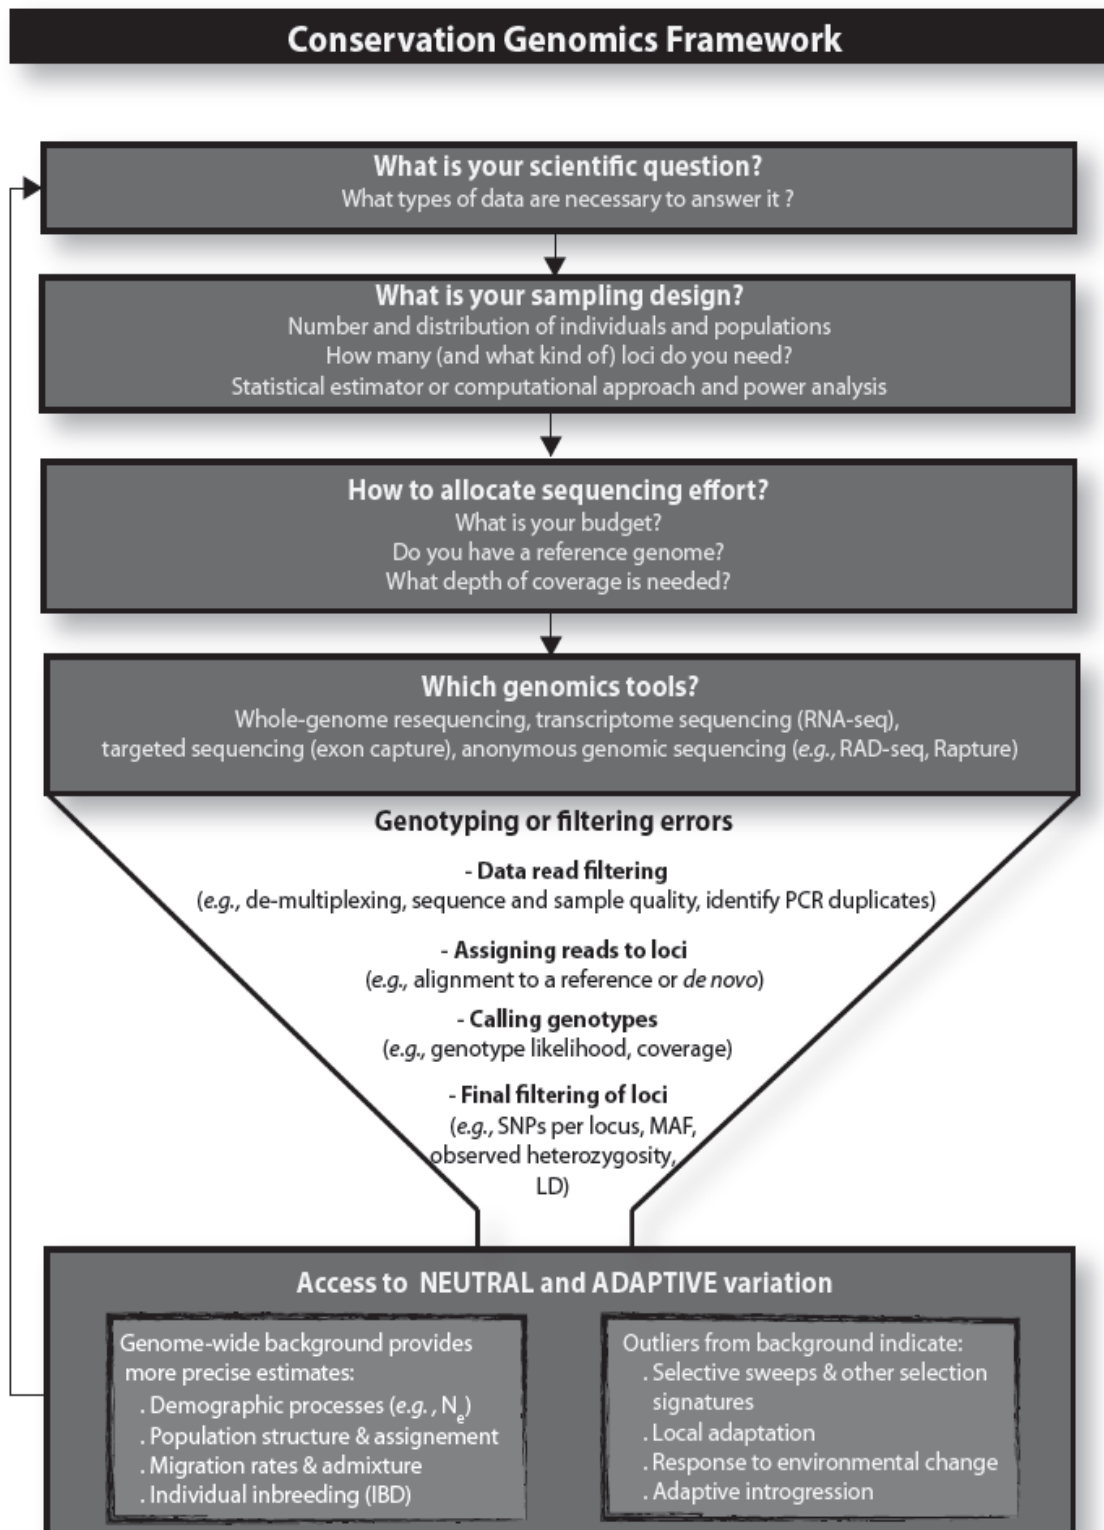 Conservation Genomics Framework
What is your scientific question?
What types of data are necessary to answer it ?
What is your sampling design?
Number and distribution of individuals and populations
How many (and what kind of) loci do you need?
Statistical estimator or computational approach and power analysis
How to allocate sequencing effort?
What is your budget?
Do you have a reference genome?
What depth of coverage is needed?
Which genomics tools?
Whole-genome resequencing, transcriptome sequencing (RNA-seq),
targeted sequencing (exon capture), anonymous genomic sequencing (e.g., RAD-seq, Rapture)
Genotyping or filtering errors
- Data read filtering
(e.g., de-multiplexing, sequence and sample quality, identify PCR duplicates)
- Assigning reads to loci
(e.g., alignment to a reference or de novo)
- Calling genotypes
(e.g., genotype likelihood, coverage)
- Final filtering of loci
(e.g., SNPs per locus, MAF,
observed heterozygosity,
LD)
Access to NEUTRAL and ADAPTIVE variation
Genome-wide background provides
more precise estimates:
. Demographic processes (e.g., Ne)
. Population structure & assignement
. Migration rates & admixture
. Individual inbreeding (IBD)
Outliers from background indicate:
. Selective sweeps & other selection
signatures
. Local adaptation
. Response to environmental change
. Adaptive introgression